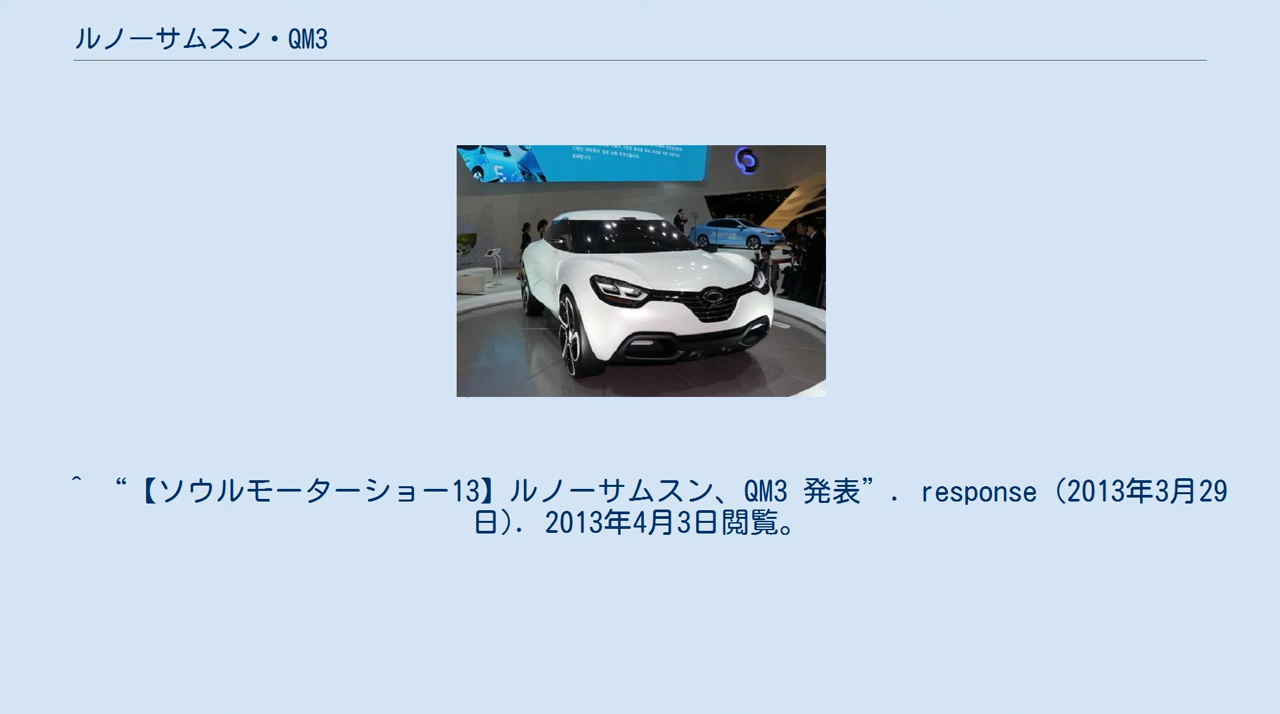 ルノーサムスン・QM3
^ “【ソウルモーターショー13】ルノーサムスン、QM3 発表”. response (2013年3月29
日). 2013年4月3日閲覧。